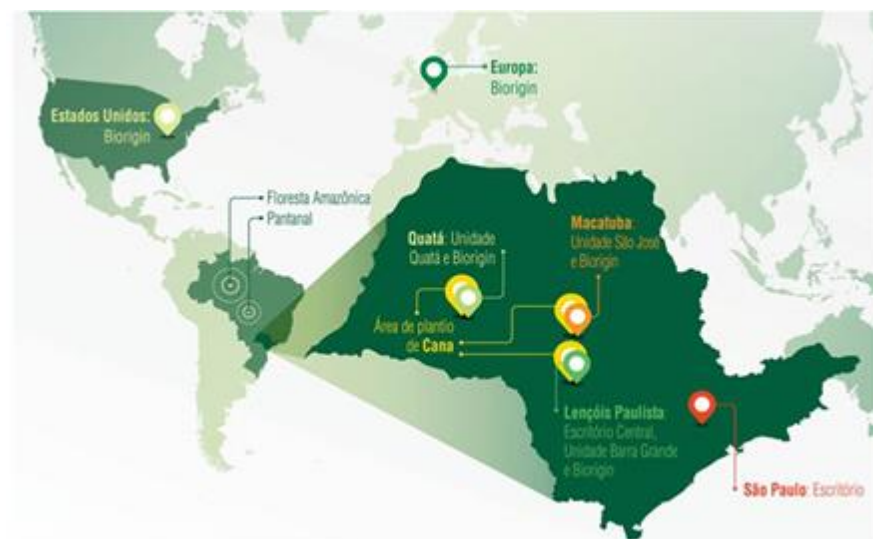 Europa:
Biorigin
Estados Unidos:
Biorigin
Floresta Amazônica
Pantanal
Quatá: Unidade
Quatá e Biorigin
Macatuba:
Unidade São José
e Biorigin
Área de plantio
de Cana
Lençóis Paulista:
Escritório Central,
Unidade Barra Grande
e Biorigin
São Paulo: Escritório